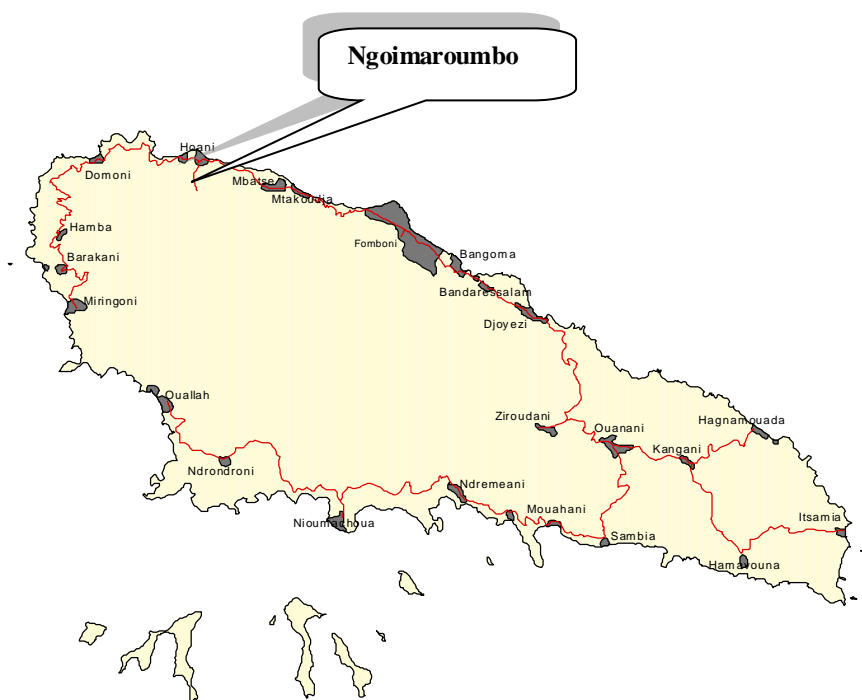 Ngoimaroumbo
Hoani
Domoni
Mbatse
Mtakoudja
Hamba
Fomboni
Bangoma
Barakani
Bandaressalam
Miringoni
Djoyezi
Ouallah
Ziroudani
Ouanani
Hagnamouada
Kangani
Ndrondroni
Ndremeani
Nioumachoua
Mouahani
Itsamia
Sambia
Hamavouna